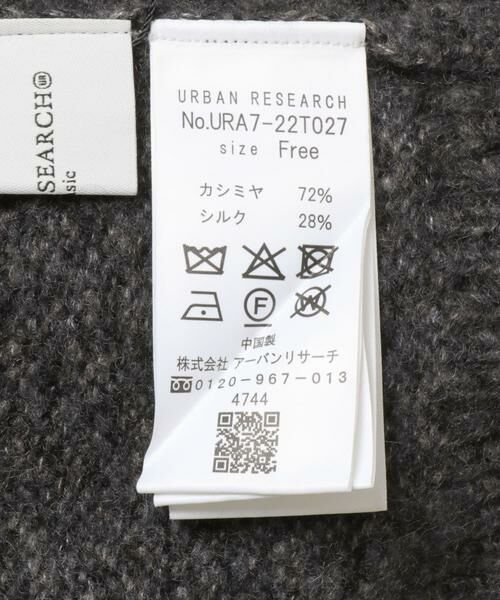 SEARCH UR
sic
URBAN RESEARCH
No.URA7-22T027
size Free
カシミヤ 72%
シルク 28%
F
W
中国製
株式会社 アーバンリサーチ
0120-967-013
4744